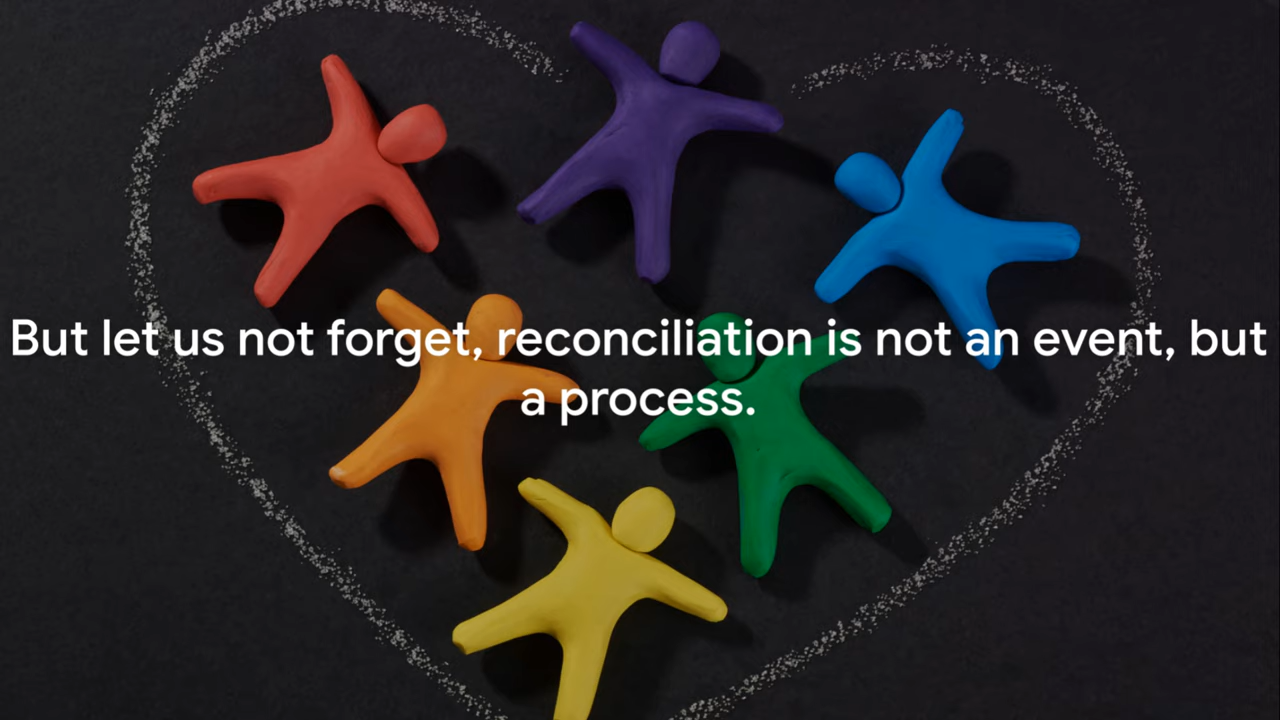 But let us not forget, reconciliation is not an event, but
a process.